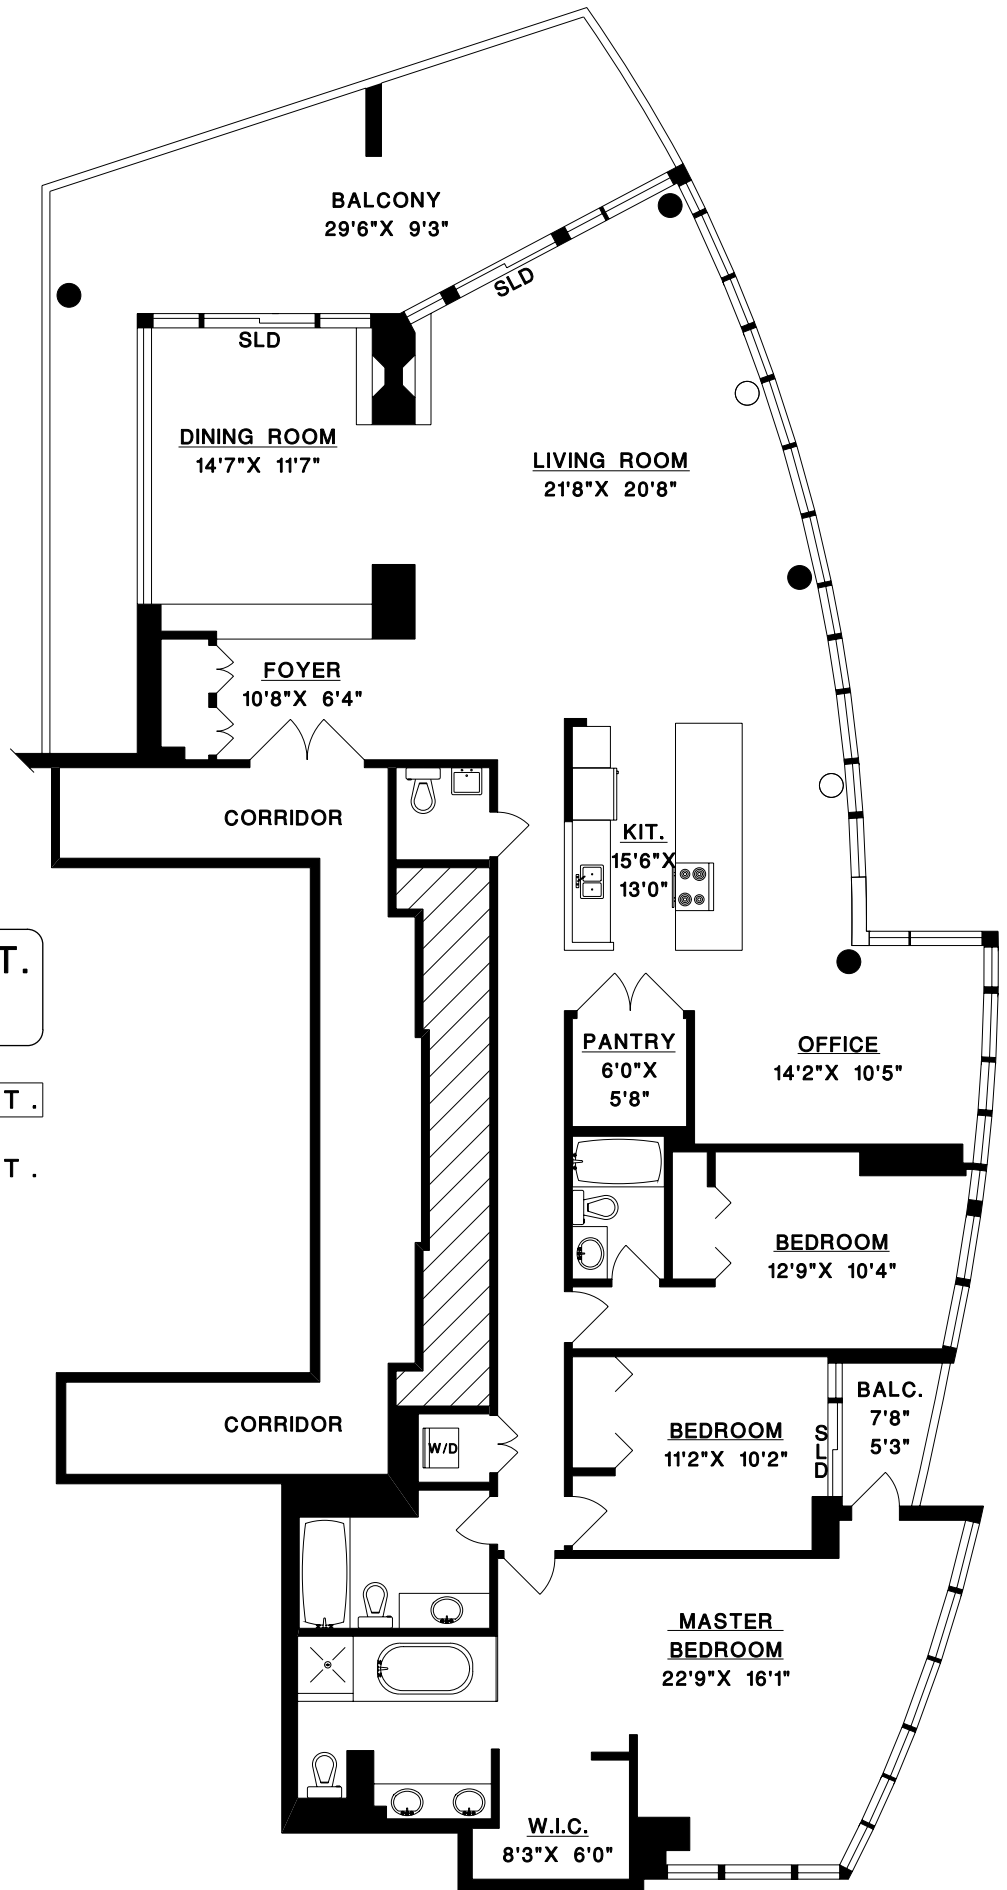 BALCONY
29'6"X 9'3"
SLD
SLD
DINING ROOM
14'7"X 11'7"
LIVING ROOM
21'8"X 20'8"
FOYER
10'8"X 6'4"
CORRIDOR
KIT.
15'6"X
13'0"
T.
T.
T.
PANTRY
6'0"X
5'8"
OFFICE
14'2"X 10'5"
BEDROOM
12'9"X 10'4"
BALC.
7'8"
5'3"
CORRIDOR
W/D
BEDROOM
11'2"X 10'2"
SLD
MASTER
BEDROOM
22'9"X 16'1"
W.I.C.
8'3"X 6'0"